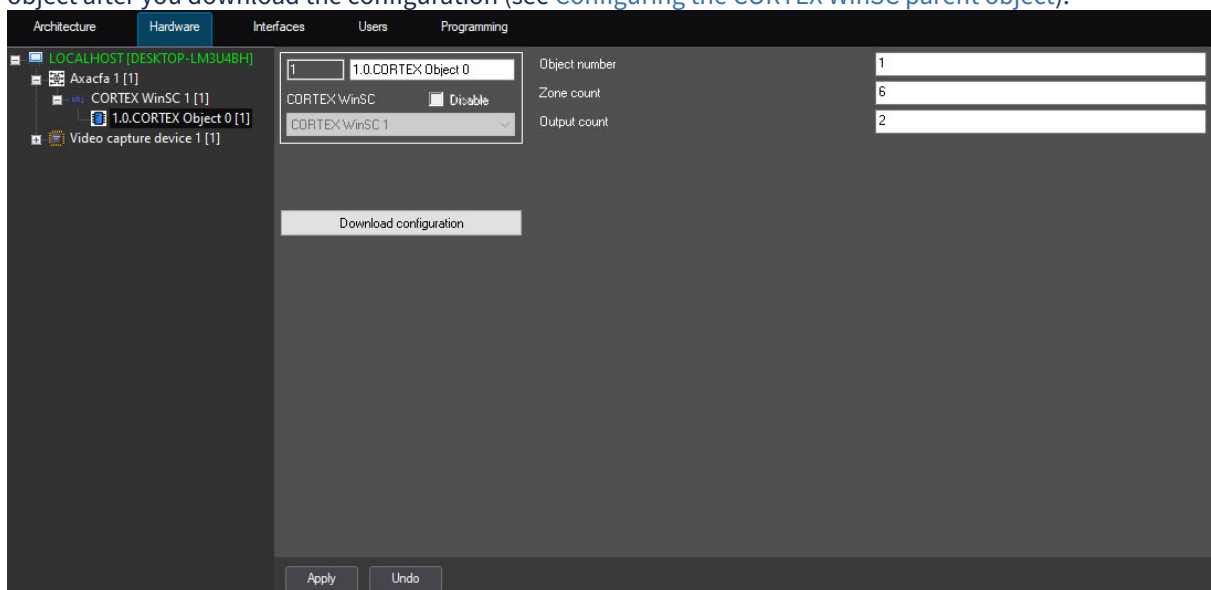 object after you download the configuration (see Configuring the CORTEX WinSC parent object).
Architecture Hardware Interfaces Users Programming
LOCALHOST [DESKTOP-LM3U4BH]
Axacfa 1 [1]
CORTEX WinSC 1 [1]
1.0.CORTEX Object 0 [1]
Video capture device 1 [1]
1 1.0.CORTEX Object 0
CORTEX WinSC Disable
CORTEX WinSC 1
Download configuration
Object number 1
Zone count 6
Output count 2
Apply Undo